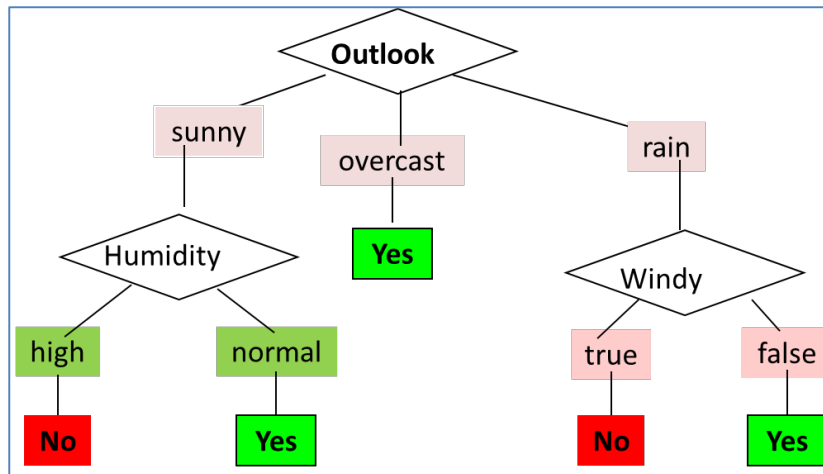 Outlook
sunny
overcast
rain
Yes
Humidity
Windy
high
normal
true
false
No
Yes
No
Yes